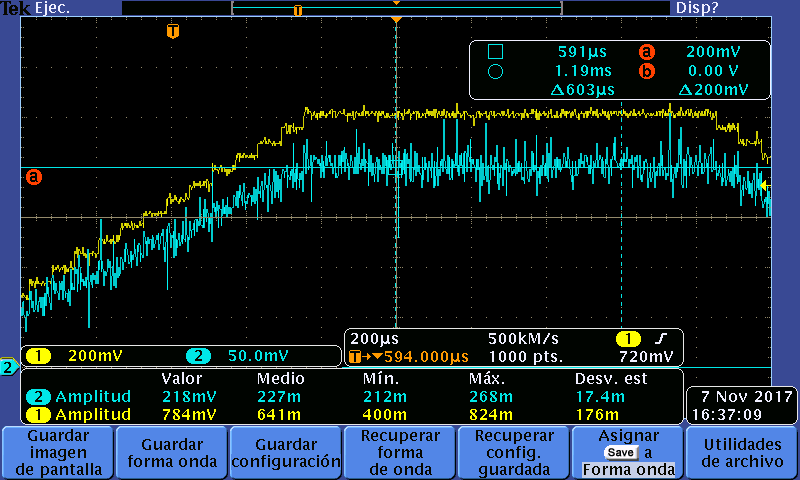 Tek Ejec. Disp?
T
T
591µs a 200mV
1.19ms b 0.00 V
Δ603µs Δ200mV
a
2
1 200mV 2 50.0mV
200µs 500kM/s 1 
T→▼594.000µs 1000 pts. 720mV
Valor Medio Mín. Máx. Desv. est
2 Amplitud 218mV 227m 212m 268m 17.4m
1 Amplitud 784mV 641m 400m 824m 176m
7 Nov 2017
16:37:09
Guardar
imagen
de pantalla
Guardar
forma onda
Guardar
configuración
Recuperar
forma
de onda
Recuperar
config.
guardada
Asignar
Save a
Forma onda
Utilidades
de archivo